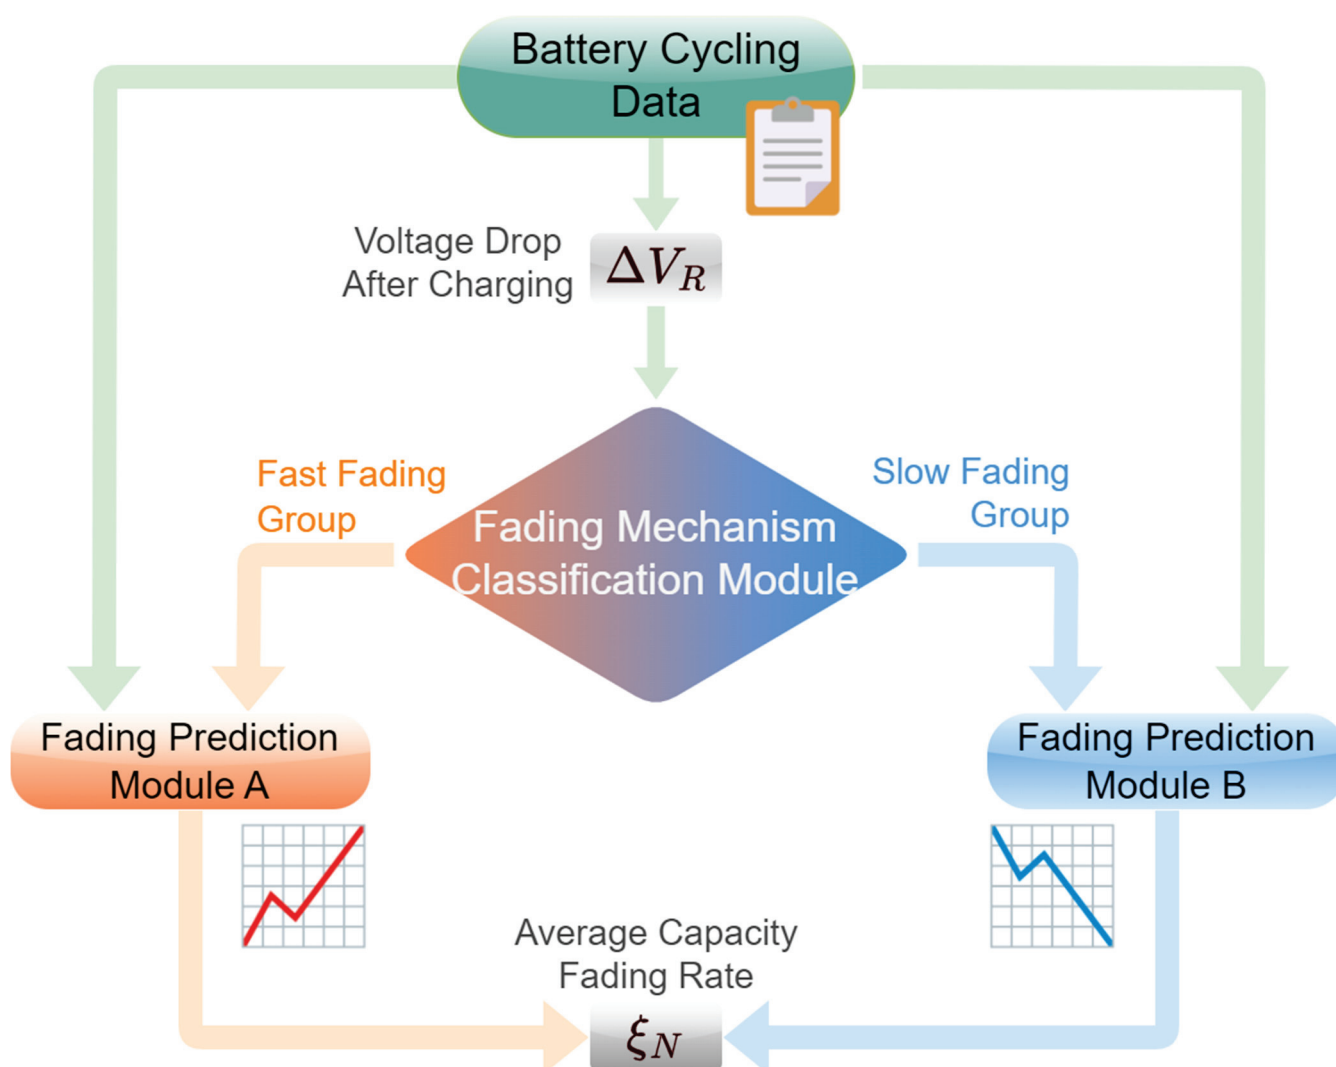 Battery Cycling
Data
Voltage Drop
After Charging
ΔV_R
Fast Fading
Group
Slow Fading
Group
Fading Mechanism
Classification Module
Fading Prediction
Module A
Fading Prediction
Module B
Average Capacity
Fading Rate
ξ_N